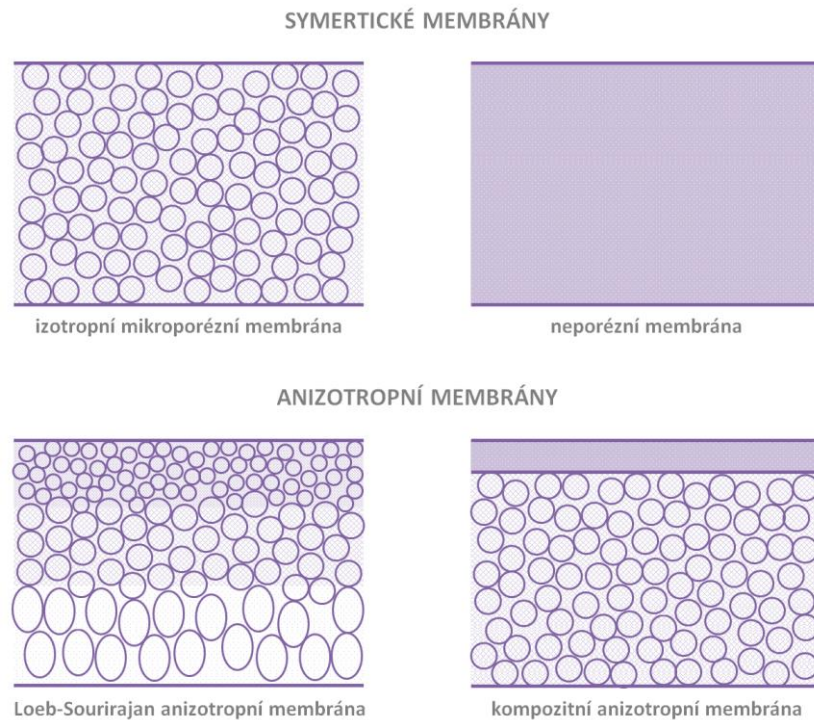 SYMERTICKÉ MEMBRÁNY
izotropní mikroporézní membrána
neporézní membrána
ANIZOTROPNÍ MEMBRÁNY
Loeb-Sourirajan anizotropní membrána
kompozitní anizotropní membrána